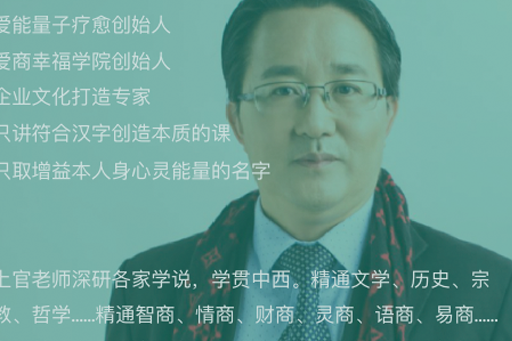 爱能量子疗愈创始人
爱商幸福学院创始人
企业文化打造专家
只讲符合汉字创造本质的课
只取增益本人身心灵能量的名字
上官老师深研各家学说，学贯中西。精通文学、历史、宗
教、哲学……精通智商、情商、财商、灵商、语商、易商……